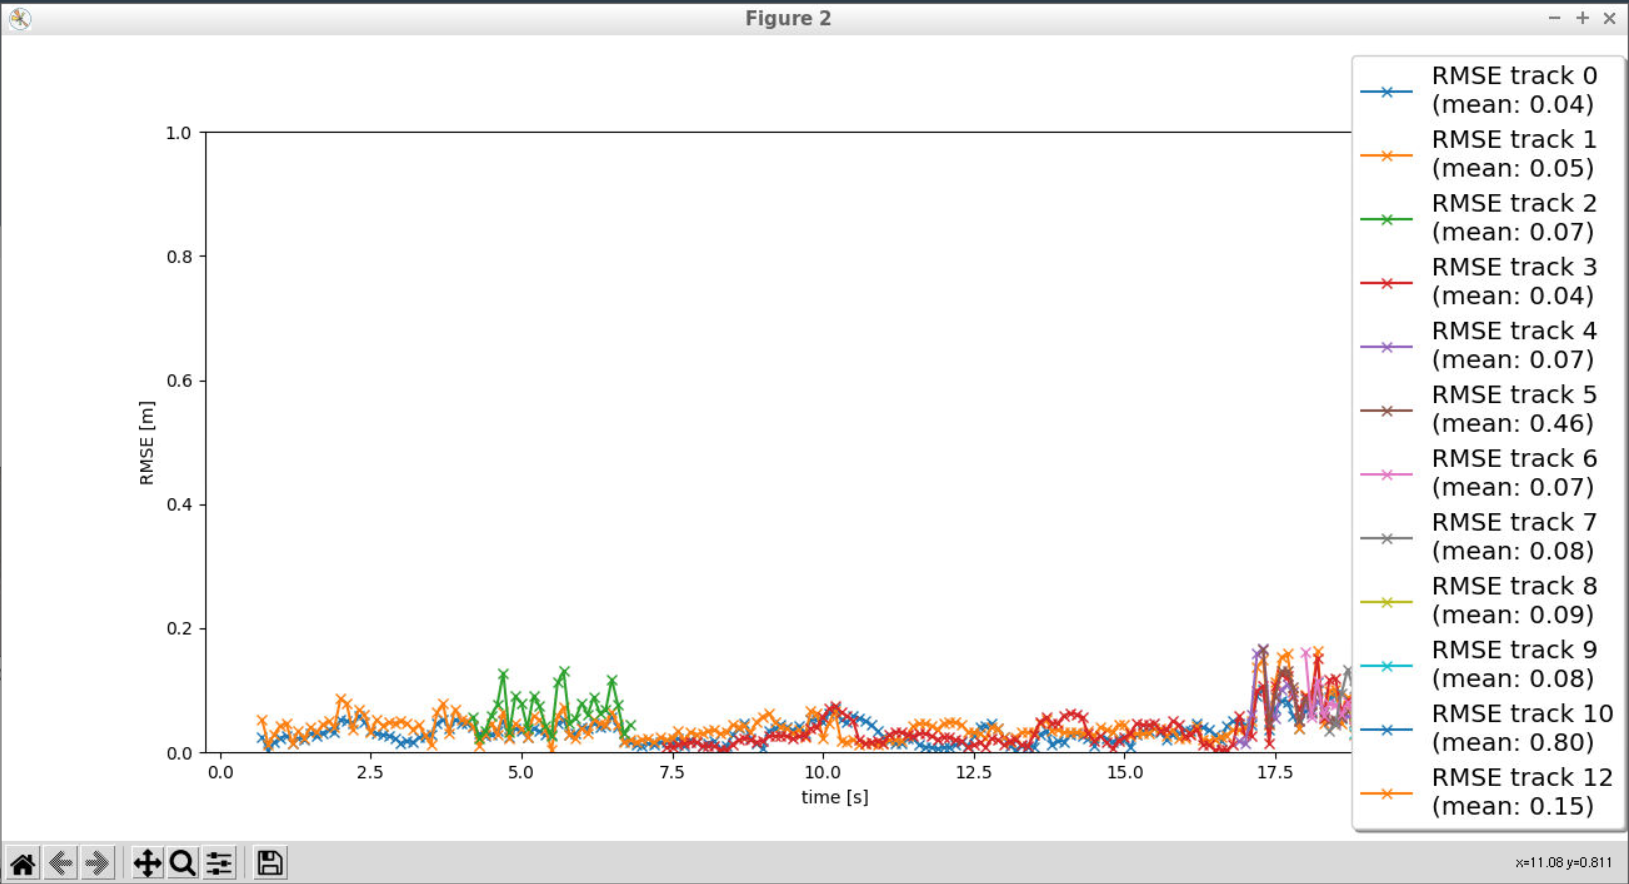 Figure 2
RMSE track 0
(mean: 0.04)
RMSE track 1
(mean: 0.05)
RMSE track 2
(mean: 0.07)
RMSE track 3
(mean: 0.04)
RMSE track 4
(mean: 0.07)
RMSE track 5
(mean: 0.46)
RMSE track 6
(mean: 0.07)
RMSE track 7
(mean: 0.08)
RMSE track 8
(mean: 0.09)
RMSE track 9
(mean: 0.08)
RMSE track 10
(mean: 0.80)
RMSE track 12
(mean: 0.15)
1.0
0.8
0.6
0.4
0.2
0.0
RMSE [m]
0.0 2.5 5.0 7.5 10.0 12.5 15.0 17.5
time [s]
x=11.08 y=0.811